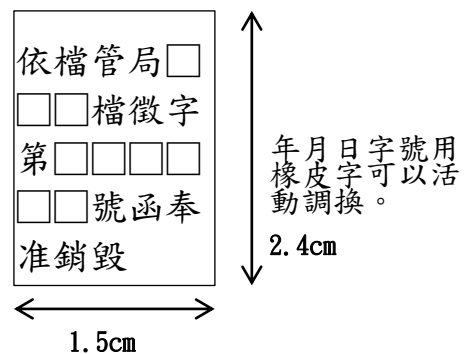 依檔管局□
□□檔徵字
第□□□□
□□號函奉
准銷毀
年月日字號用
橡皮字可以活
動調換。
2.4cm
1.5cm